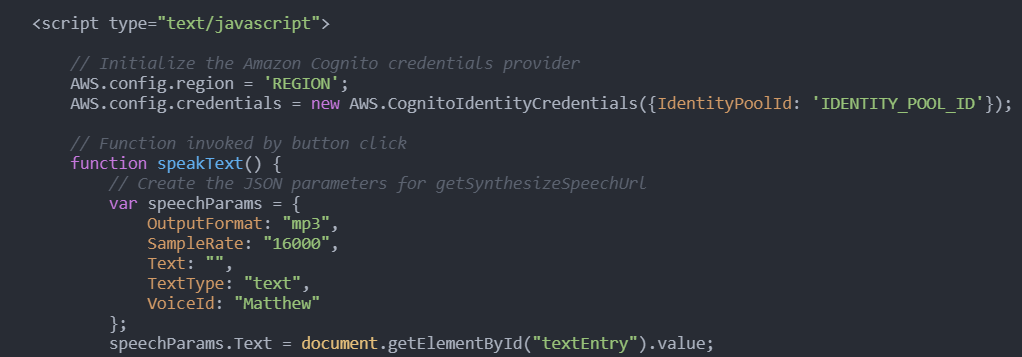 <script type="text/javascript">
// Initialize the Amazon Cognito credentials provider
AWS.config.region = 'REGION';
AWS.config.credentials = new AWS.CognitoIdentityCredentials({IdentityPoolId: 'IDENTITY_POOL_ID'});
// Function invoked by button click
function speakText() {
// Create the JSON parameters for getSynthesizeSpeechUrl
var speechParams = {
OutputFormat: "mp3",
SampleRate: "16000",
Text: "",
TextType: "text",
VoiceId: "Matthew"
};
speechParams.Text = document.getElementById("textEntry").value;